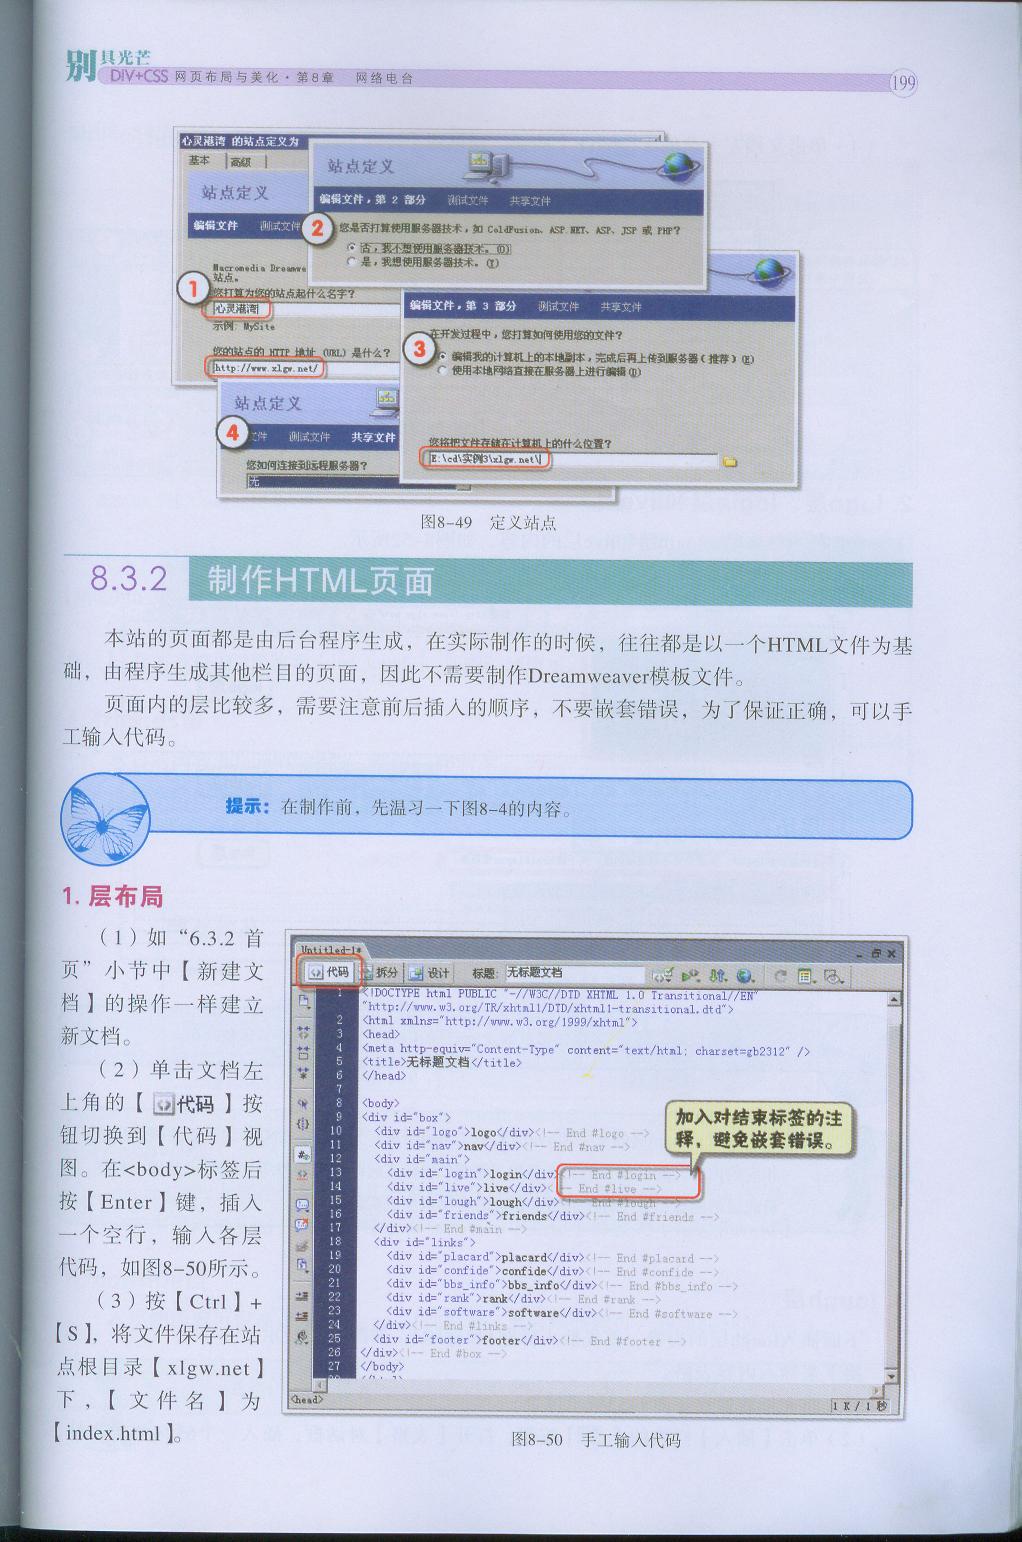 别具光芒
DIV+CSS 网页布局与美化·第8章 网络电台
199
心灵港湾 的站点定义为
基本 高级
站点定义
编辑文件 测试文件
Macromedia Dreamwe
站点。
您打算为您的站点起什么名字?
心灵港湾
示例: MySite
您的站点的 HTTP 地址 (URL) 是什么?
http://www.xlgw.net/
1
站点定义
编辑文件,第 2 部分 测试文件 共享文件
2
您是否打算使用服务器技术,如 ColdFusion、ASP.NET、ASP、JSP 或 PHP?
否,我不想使用服务器技术。(O)
是,我想使用服务器技术。(Y)
编辑文件,第 3 部分 测试文件 共享文件
在开发过程中,您打算如何使用您的文件?
3
编辑我的计算机上的本地副本,完成后再上传到服务器(推荐)(E)
使用本地网络直接在服务器上进行编辑(D)
您将把文件存储在计算机上的什么位置?
E:\cd\实例3\xlgw.net\
站点定义
4
文件 测试文件 共享文件
您如何连接到远程服务器?
无
图8-49 定义站点
8.3.2 制作HTML页面
本站的页面都是由后台程序生成,在实际制作的时候,往往都是以一个HTML文件为基
础,由程序生成其他栏目的页面,因此不需要制作Dreamweaver模板文件。
页面内的层比较多,需要注意前后插入的顺序,不要嵌套错误,为了保证正确,可以手
工输入代码。
提示:在制作前,先温习一下图8-4的内容。
1. 层布局
(1)如“6.3.2 首
页”小节中【新建文
档】的操作一样建立
新文档。
(2)单击文档左
上角的【代码】按
钮切换到【代码】视
图。在<body>标签后
按【Enter】键,插入
一个空行,输入各层
代码,如图8-50所示。
(3)按【Ctrl】+
【S】,将文件保存在站
点根目录【xlgw.net】
下,【文件名】为
【index.html】。
Untitled-1*
代码 拆分 设计 标题: 无标题文档
1 <!DOCTYPE html PUBLIC "-//W3C//DTD XHTML 1.0 Transitional//EN"
"http://www.w3.org/TR/xhtml1/DTD/xhtml1-transitional.dtd">
2 <html xmlns="http://www.w3.org/1999/xhtml">
3 <head>
4 <meta http-equiv="Content-Type" content="text/html; charset=gb2312" />
5 <title>无标题文档</title>
6 </head>
7
8 <body>
9 <div id="box">
10 <div id="logo">logo</div><!-- End #logo -->
11 <div id="nav">nav</div><!-- End #nav -->
12 <div id="main">
13 <div id="login">login</div><!-- End #login -->
14 <div id="live">live</div><!-- End #live -->
15 <div id="lough">lough</div><!-- End #lough -->
16 <div id="friends">friends</div><!-- End #friends -->
17 </div><!-- End #main -->
18 <div id="links">
19 <div id="placard">placard</div><!-- End #placard -->
20 <div id="confide">confide</div><!-- End #confide -->
21 <div id="bbs_info">bbs_info</div><!-- End #bbs_info -->
22 <div id="rank">rank</div><!-- End #rank -->
23 <div id="software">software</div><!-- End #software -->
24 </div><!-- End #links -->
25 <div id="footer">footer</div><!-- End #footer -->
26 </div><!-- End #box -->
27 </body>
加入对结束标签的注
释,避免嵌套错误。
<head>
1 K / 1 秒
图8-50 手工输入代码